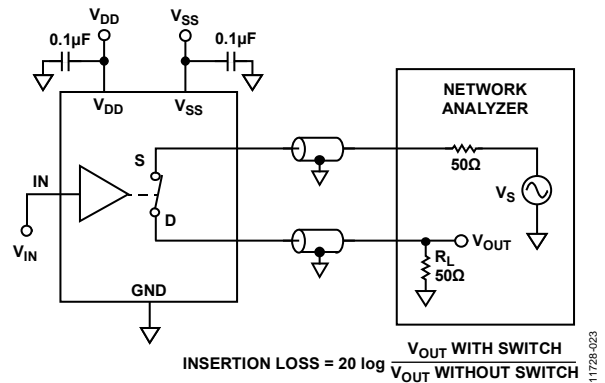 VDD
VSS
0.1µF
0.1µF
VDD
VSS
NETWORK
ANALYZER
S
50Ω
IN
VS
D
VOUT
VIN
RL
50Ω
GND
INSERTION LOSS = 20 log VOUT WITH SWITCH
VOUT WITHOUT SWITCH
11728-023